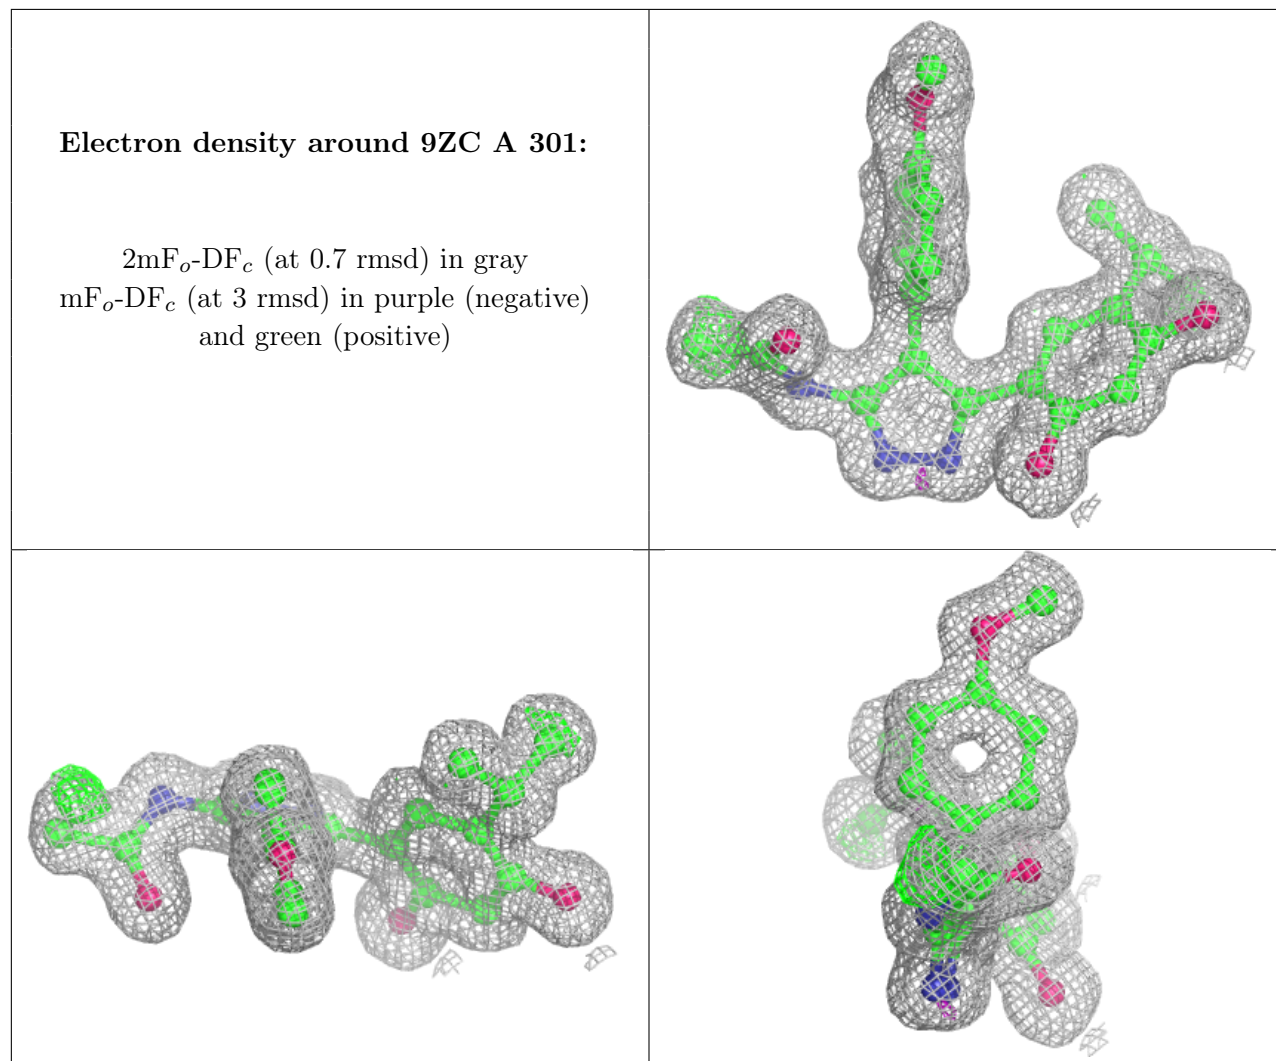 Electron density around 9ZC A 301:
2mFo-DFc (at 0.7 rmsd) in gray
mFo-DFc (at 3 rmsd) in purple (negative)
and green (positive)